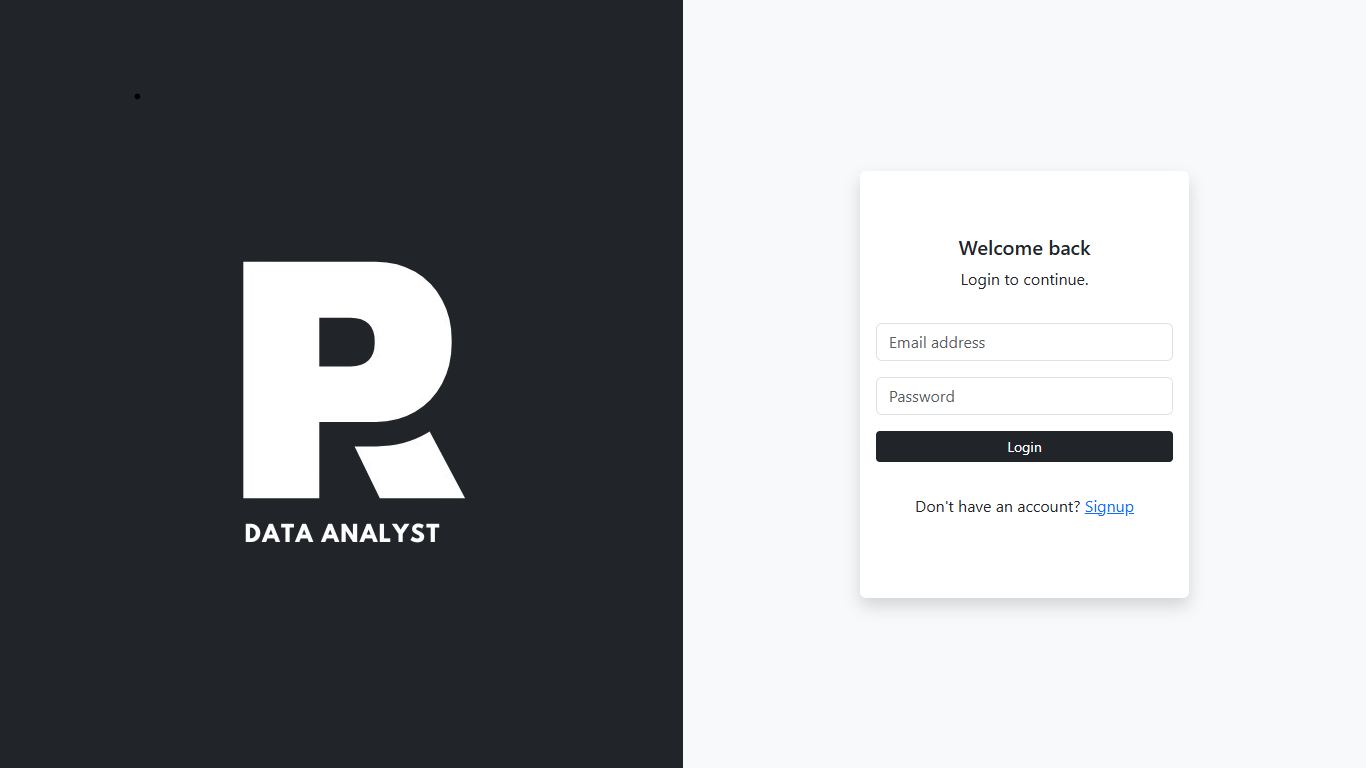 R
DATA ANALYST
Welcome back
Login to continue.
Email address
Password
Login
Don't have an account? Signup